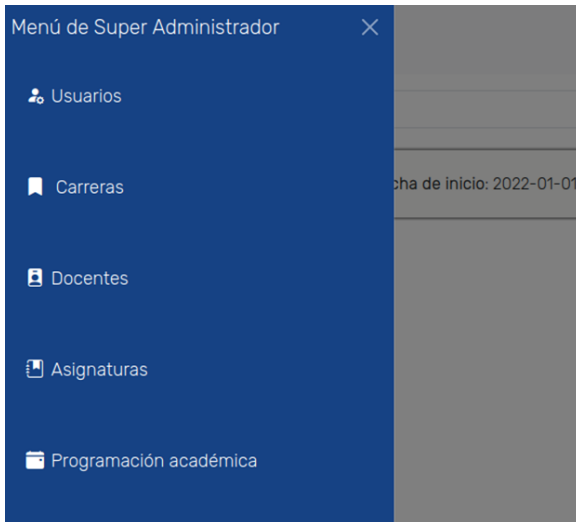 Menú de Super Administrador
Usuarios
Carreras
cha de inicio: 2022-01-01
Docentes
Asignaturas
Programación académica